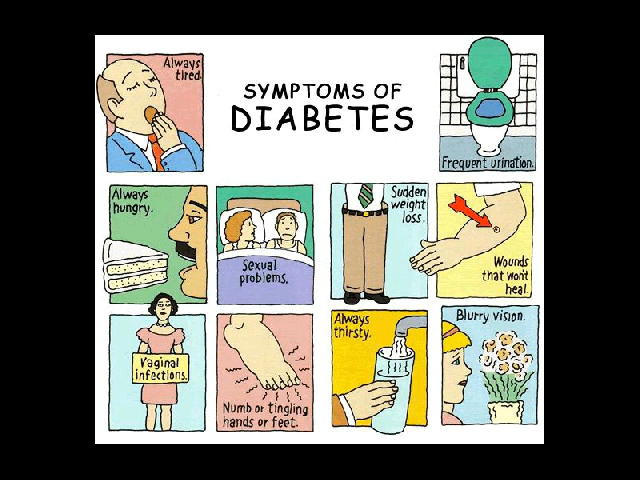 Always
tired.
SYMPTOMS OF
DIABETES
Frequent urination.
Always
hungry.
Sexual
problems.
Sudden
weight
loss.
Wounds
that won't
heal.
Vaginal
infections.
Numb or tingling
hands or feet.
Always
thirsty.
Blurry vision.